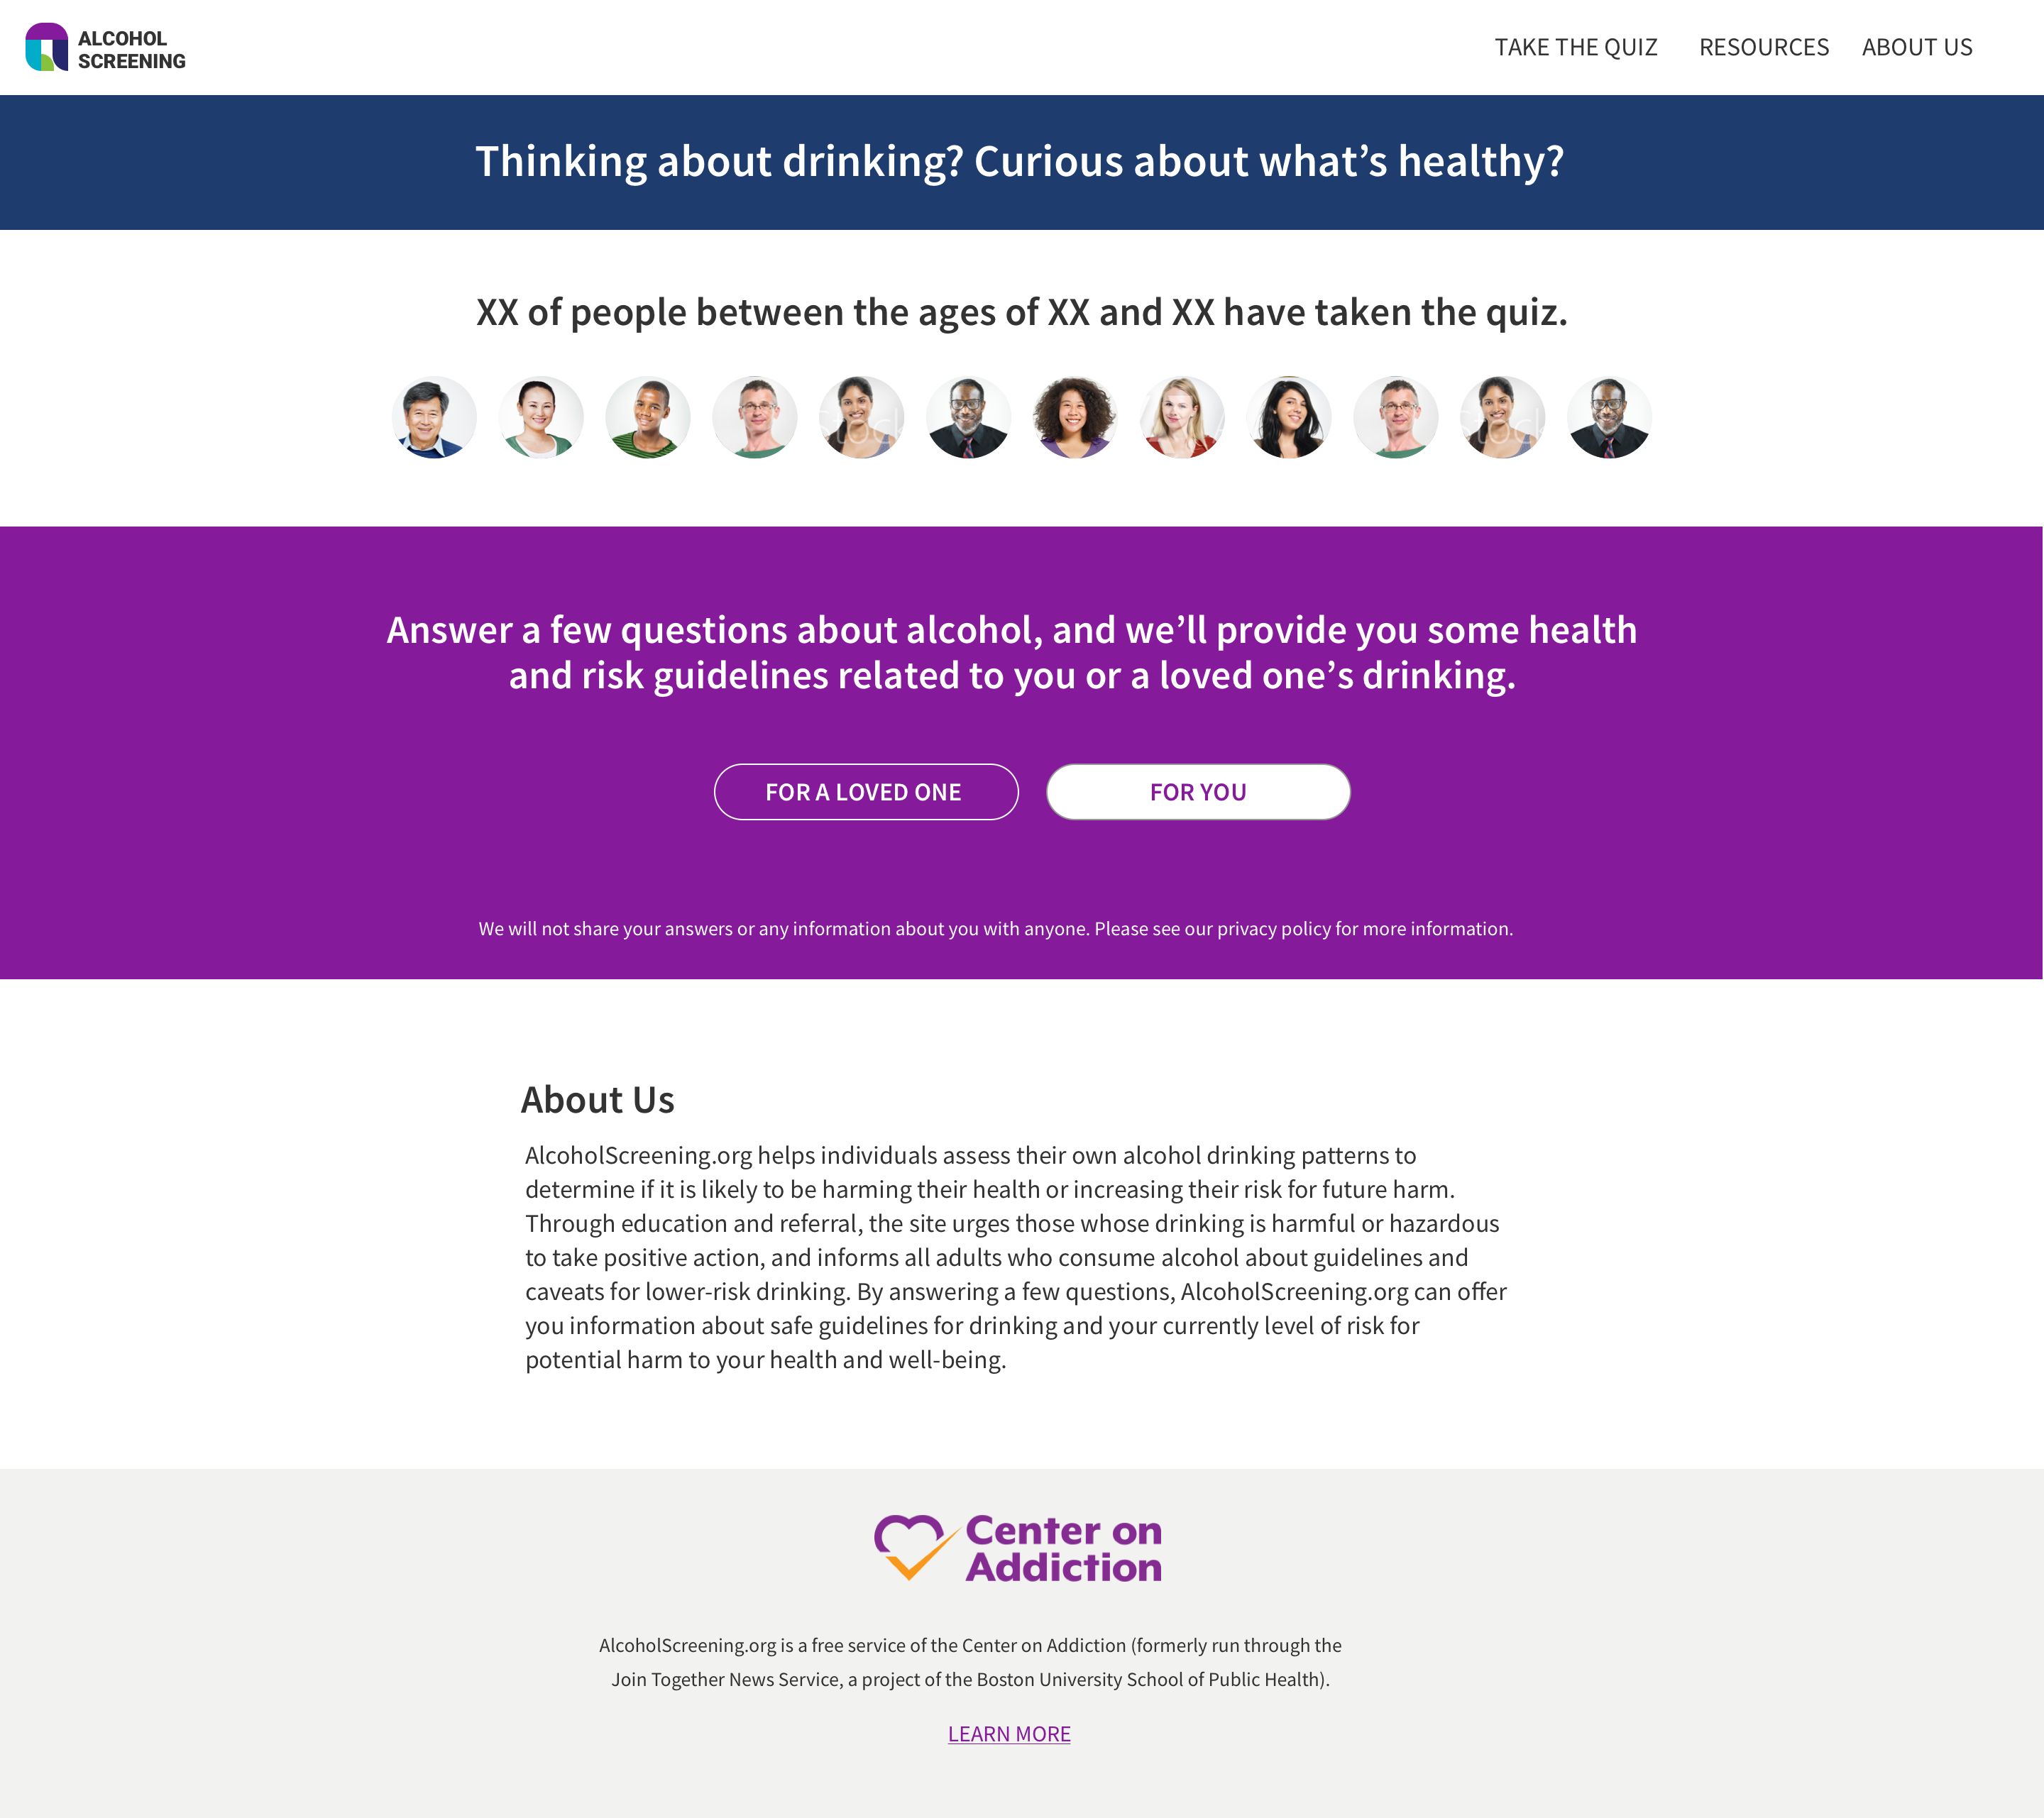 ALCOHOL
SCREENING
TAKE THE QUIZ RESOURCES ABOUT US
Thinking about drinking? Curious about what’s healthy?
XX of people between the ages of XX and XX have taken the quiz.
Answer a few questions about alcohol, and we’ll provide you some health
and risk guidelines related to you or a loved one’s drinking.
FOR A LOVED ONE FOR YOU
We will not share your answers or any information about you with anyone. Please see our privacy policy for more information.
About Us
AlcoholScreening.org helps individuals assess their own alcohol drinking patterns to
determine if it is likely to be harming their health or increasing their risk for future harm.
Through education and referral, the site urges those whose drinking is harmful or hazardous
to take positive action, and informs all adults who consume alcohol about guidelines and
caveats for lower-risk drinking. By answering a few questions, AlcoholScreening.org can offer
you information about safe guidelines for drinking and your currently level of risk for
potential harm to your health and well-being.
Center on
Addiction
AlcoholScreening.org is a free service of the Center on Addiction (formerly run through the
Join Together News Service, a project of the Boston University School of Public Health).
LEARN MORE